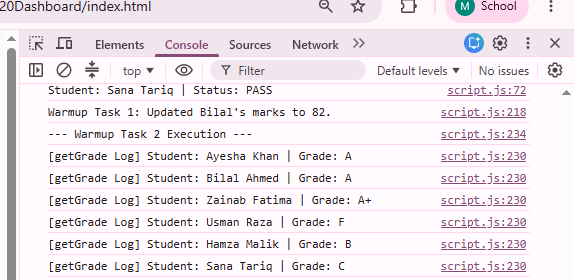 20Dashboard/index.html
M School
Elements Console Sources Network
top Filter Default levels No issues
Student: Sana Tariq | Status: PASS script.js:72
Warmup Task 1: Updated Bilal's marks to 82. script.js:218
--- Warmup Task 2 Execution --- script.js:234
[getGrade Log] Student: Ayesha Khan | Grade: A script.js:230
[getGrade Log] Student: Bilal Ahmed | Grade: A script.js:230
[getGrade Log] Student: Zainab Fatima | Grade: A+ script.js:230
[getGrade Log] Student: Usman Raza | Grade: F script.js:230
[getGrade Log] Student: Hamza Malik | Grade: B script.js:230
[getGrade Log] Student: Sana Tariq | Grade: C script.js:230